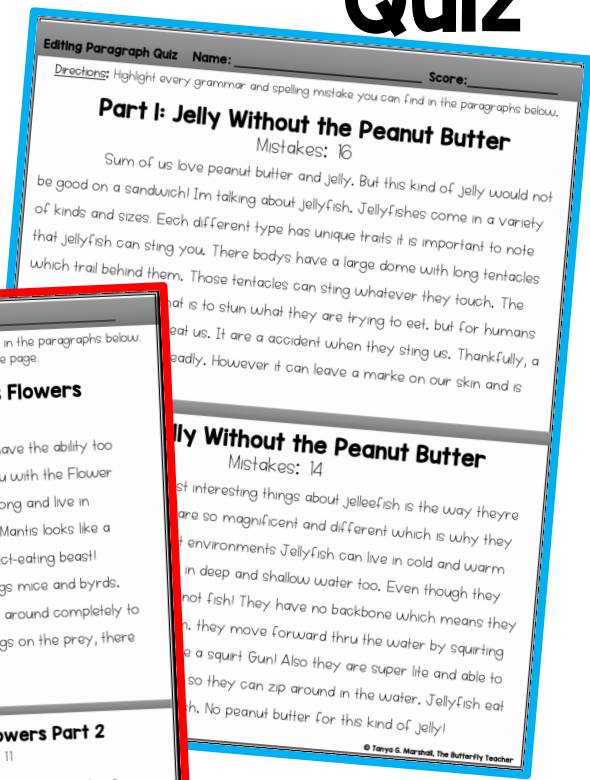 Quiz
Editing Paragraph Quiz Name: Score:
Directions: Highlight every grammar and spelling mistake you can find in the paragraphs below.
Part 1: Jelly Without the Peanut Butter
Mistakes: 16
Sum of us love peanut butter and jelly. But this kind of jelly would not
be good on a sandwich! Im talking about jellyfish. Jellyfishes come in a variety
of kinds and sizes. Eech different type has unique traits it is important to note
that jellyfish can sting you. There bodys have a large dome with long tentacles
which trail behind them. Those tentacles can sting whatever they touch. The
is to stun what they are trying to eet. but for humans
eat us. It are a accident when they sting us. Thankfully, a
However it can leave a marke on our skin and is
Without the Peanut Butter
Mistakes: 14
interesting things about jelleefish is the way theyre
are so magnificent and different which is why they
environments Jellyfish can live in cold and warm
in deep and shallow water too. Even though they
not fish! They have no backbone which means they
they move forward thru the water by squirting
a squirt Gun! Also they are super lite and able to
so they can zip around in the water. Jellyfish eat
No peanut butter for this kind of jelly!
© Tanya G. Marshall, The Butterfly Teacher
in the paragraphs below.
page.
Flowers
have the ability too
with the Flower
and live in
Mantis looks like a
beast!
mice and byrds.
around completely to
on the prey, there
Part 2
11